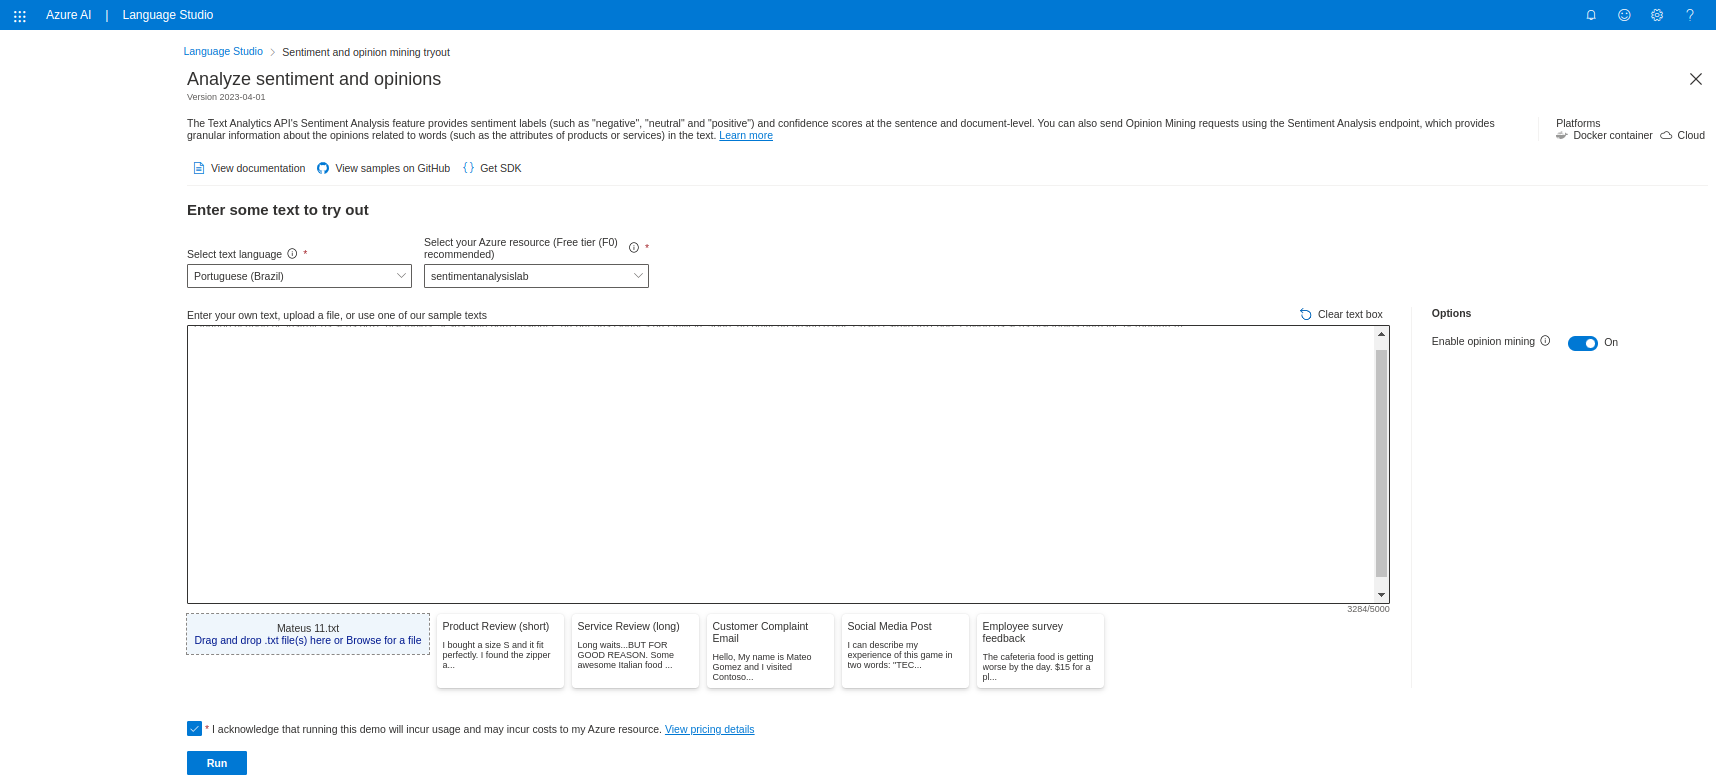 Azure AI | Language Studio
Language Studio > Sentiment and opinion mining tryout
Analyze sentiment and opinions
Version 2023-04-01
The Text Analytics API's Sentiment Analysis feature provides sentiment labels (such as "negative", "neutral" and "positive") and confidence scores at the sentence and document-level. You can also send Opinion Mining requests using the Sentiment Analysis endpoint, which provides
granular information about the opinions related to words (such as the attributes of products or services) in the text. Learn more
Platforms
Docker container Cloud
View documentation View samples on GitHub {} Get SDK
Enter some text to try out
Select text language *
Portuguese (Brazil)
Select your Azure resource (Free tier (F0)
recommended) *
sentimentanalysislab
Enter your own text, upload a file, or use one of our sample texts
Clear text box
3284/5000
Options
Enable opinion mining On
Mateus 11.txt
Drag and drop .txt file(s) here or Browse for a file
Product Review (short)
I bought a size S and it fit
perfectly. I found the zipper
a...
Service Review (long)
Long waits...BUT FOR
GOOD REASON. Some
awesome Italian food ...
Customer Complaint
Email
Hello, My name is Mateo
Gomez and I visited
Contoso...
Social Media Post
I can describe my
experience of this game in
two words: "TEC...
Employee survey
feedback
The cafeteria food is getting
worse by the day. $15 for a
pl...
* I acknowledge that running this demo will incur usage and may incur costs to my Azure resource. View pricing details
Run